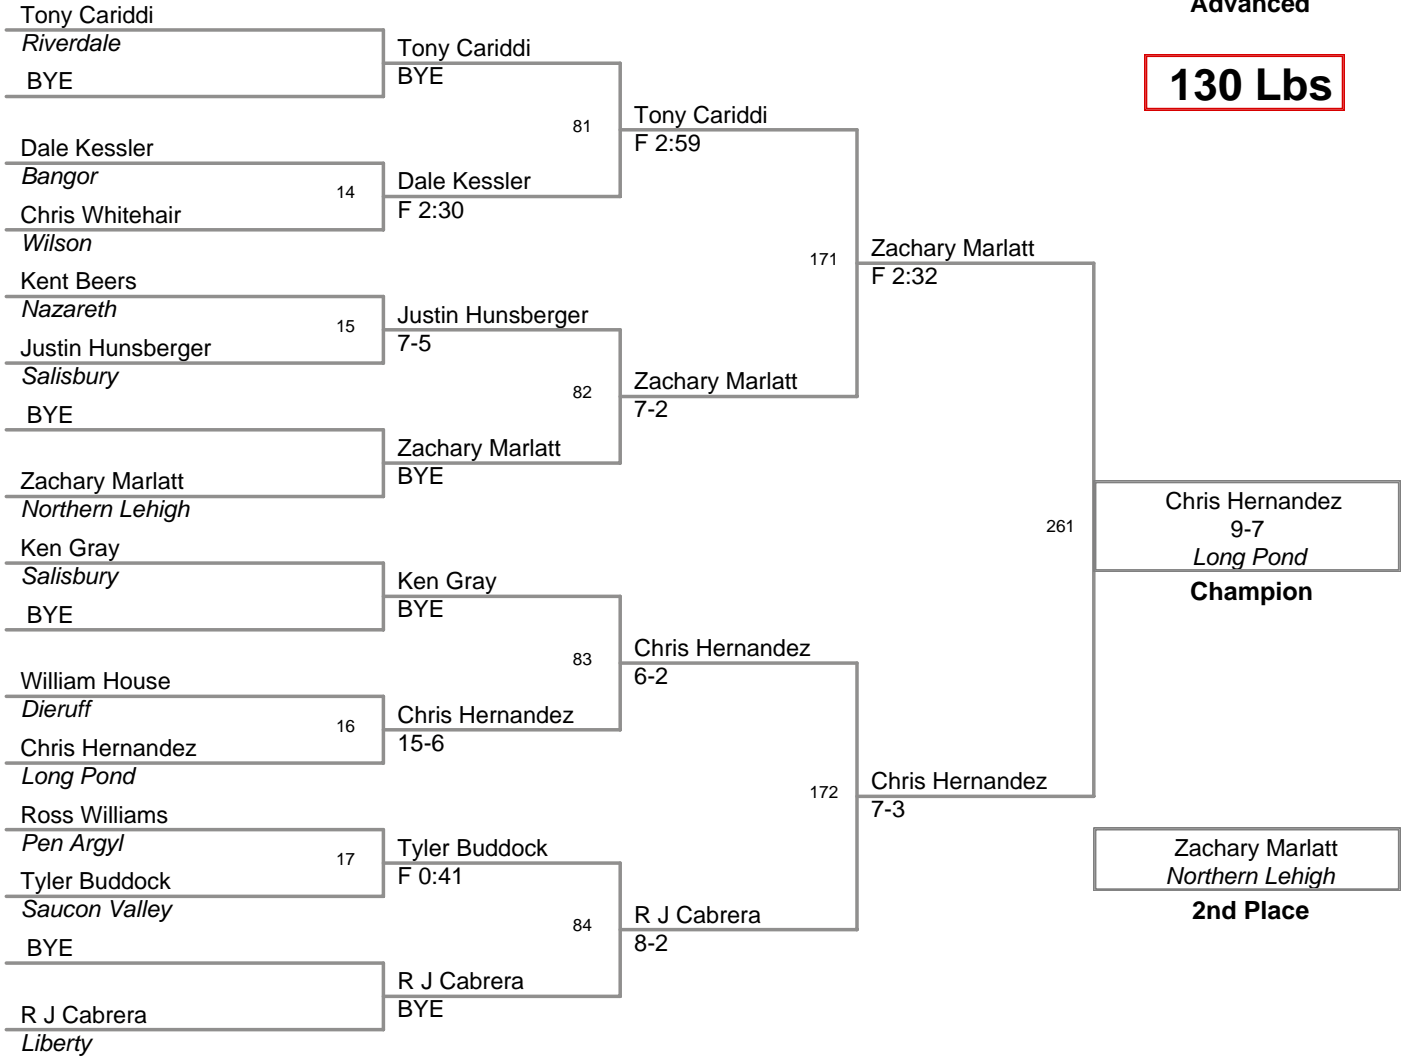 Advanced
130 Lbs
Tony Cariddi
Riverdale
BYE
Dale Kessler
Bangor
14
Chris Whitehair
Wilson
Kent Beers
Nazareth
15
Justin Hunsberger
Salisbury
BYE
Zachary Marlatt
Northern Lehigh
Ken Gray
Salisbury
BYE
William House
Dieruff
16
Chris Hernandez
Long Pond
Ross Williams
Pen Argyl
17
Tyler Buddock
Saucon Valley
BYE
R J Cabrera
Liberty
Tony Cariddi
BYE
81
Dale Kessler
F 2:30
Justin Hunsberger
7-5
82
Zachary Marlatt
BYE
Ken Gray
BYE
83
Chris Hernandez
15-6
Tyler Buddock
F 0:41
84
R J Cabrera
BYE
Tony Cariddi
F 2:59
171
Zachary Marlatt
7-2
Chris Hernandez
6-2
172
R J Cabrera
8-2
Zachary Marlatt
F 2:32
261
Chris Hernandez
7-3
Chris Hernandez
9-7
Long Pond
Champion
Zachary Marlatt
Northern Lehigh
2nd Place